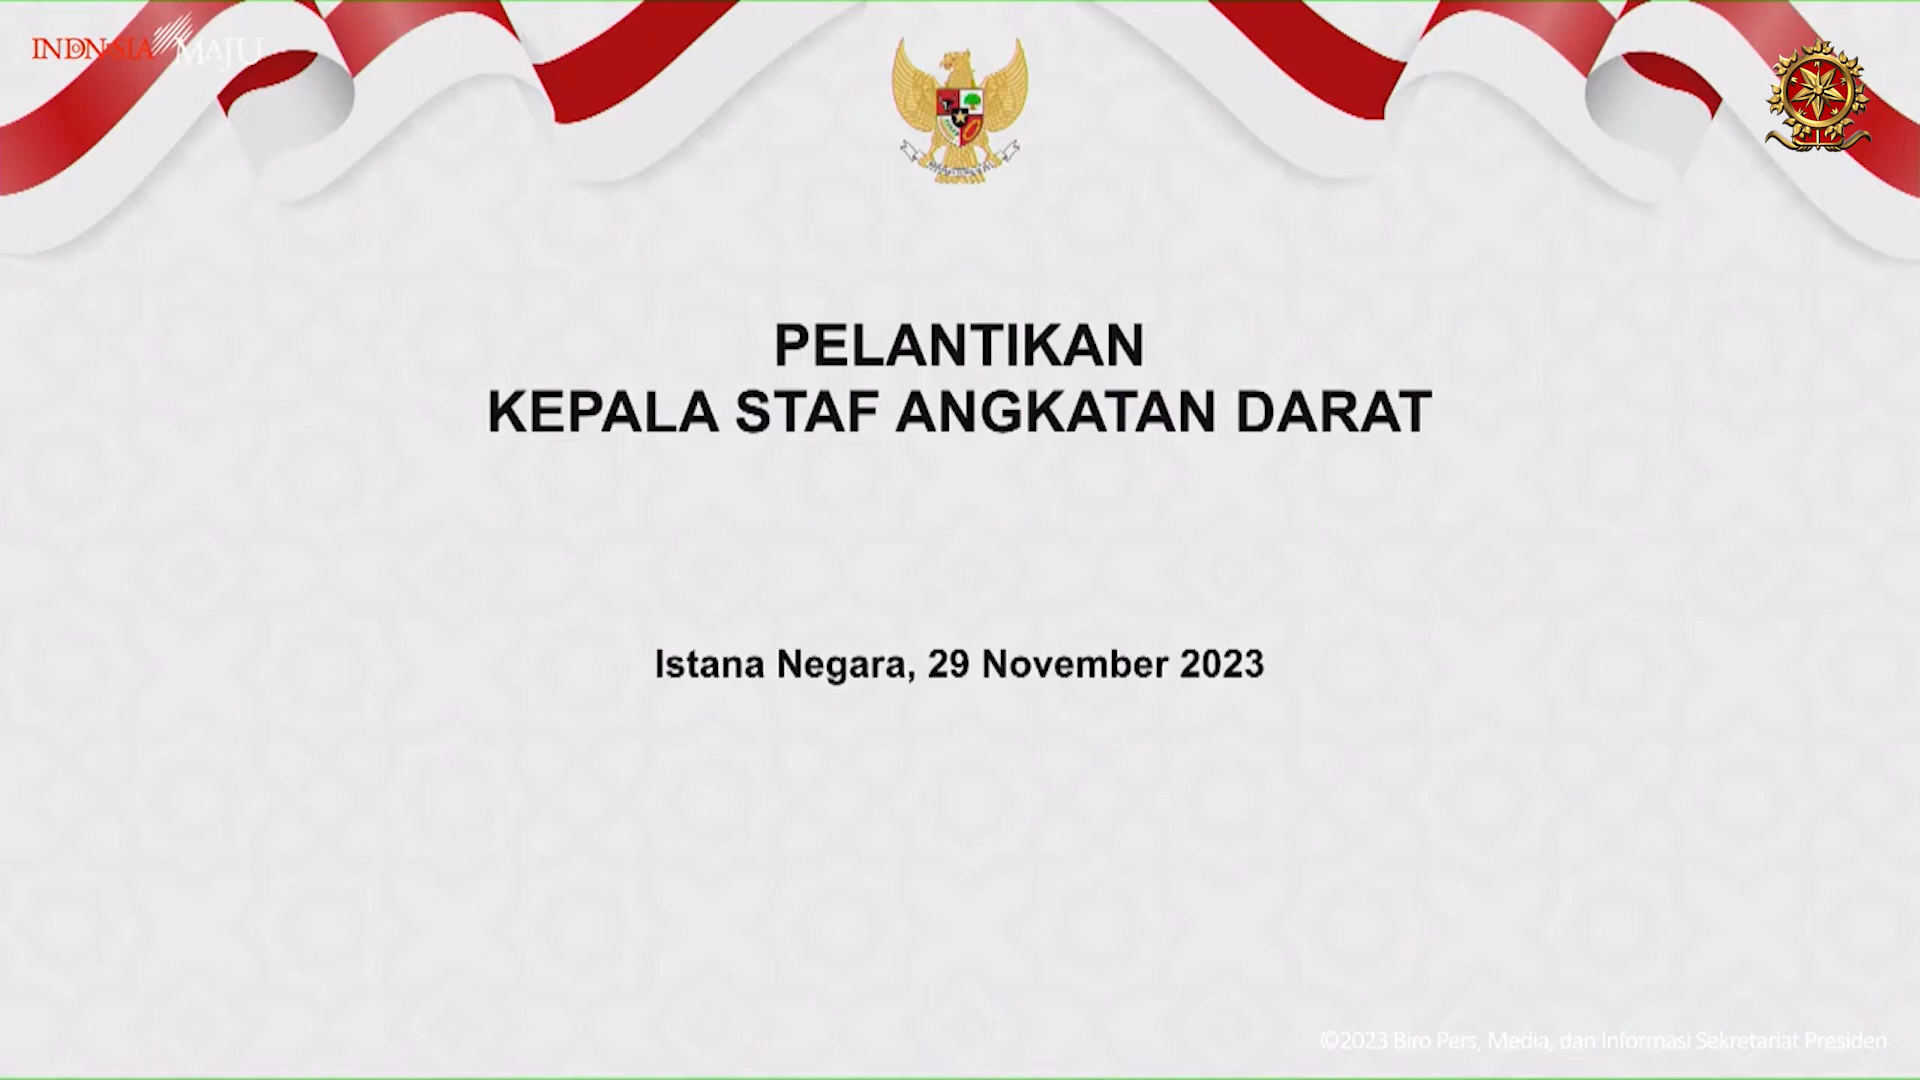 INDONESIA MAJU
PELANTIKAN
KEPALA STAF ANGKATAN DARAT
Istana Negara, 29 November 2023
©2023 Biro Pers, Media, dan Informasi Sekretariat Presiden